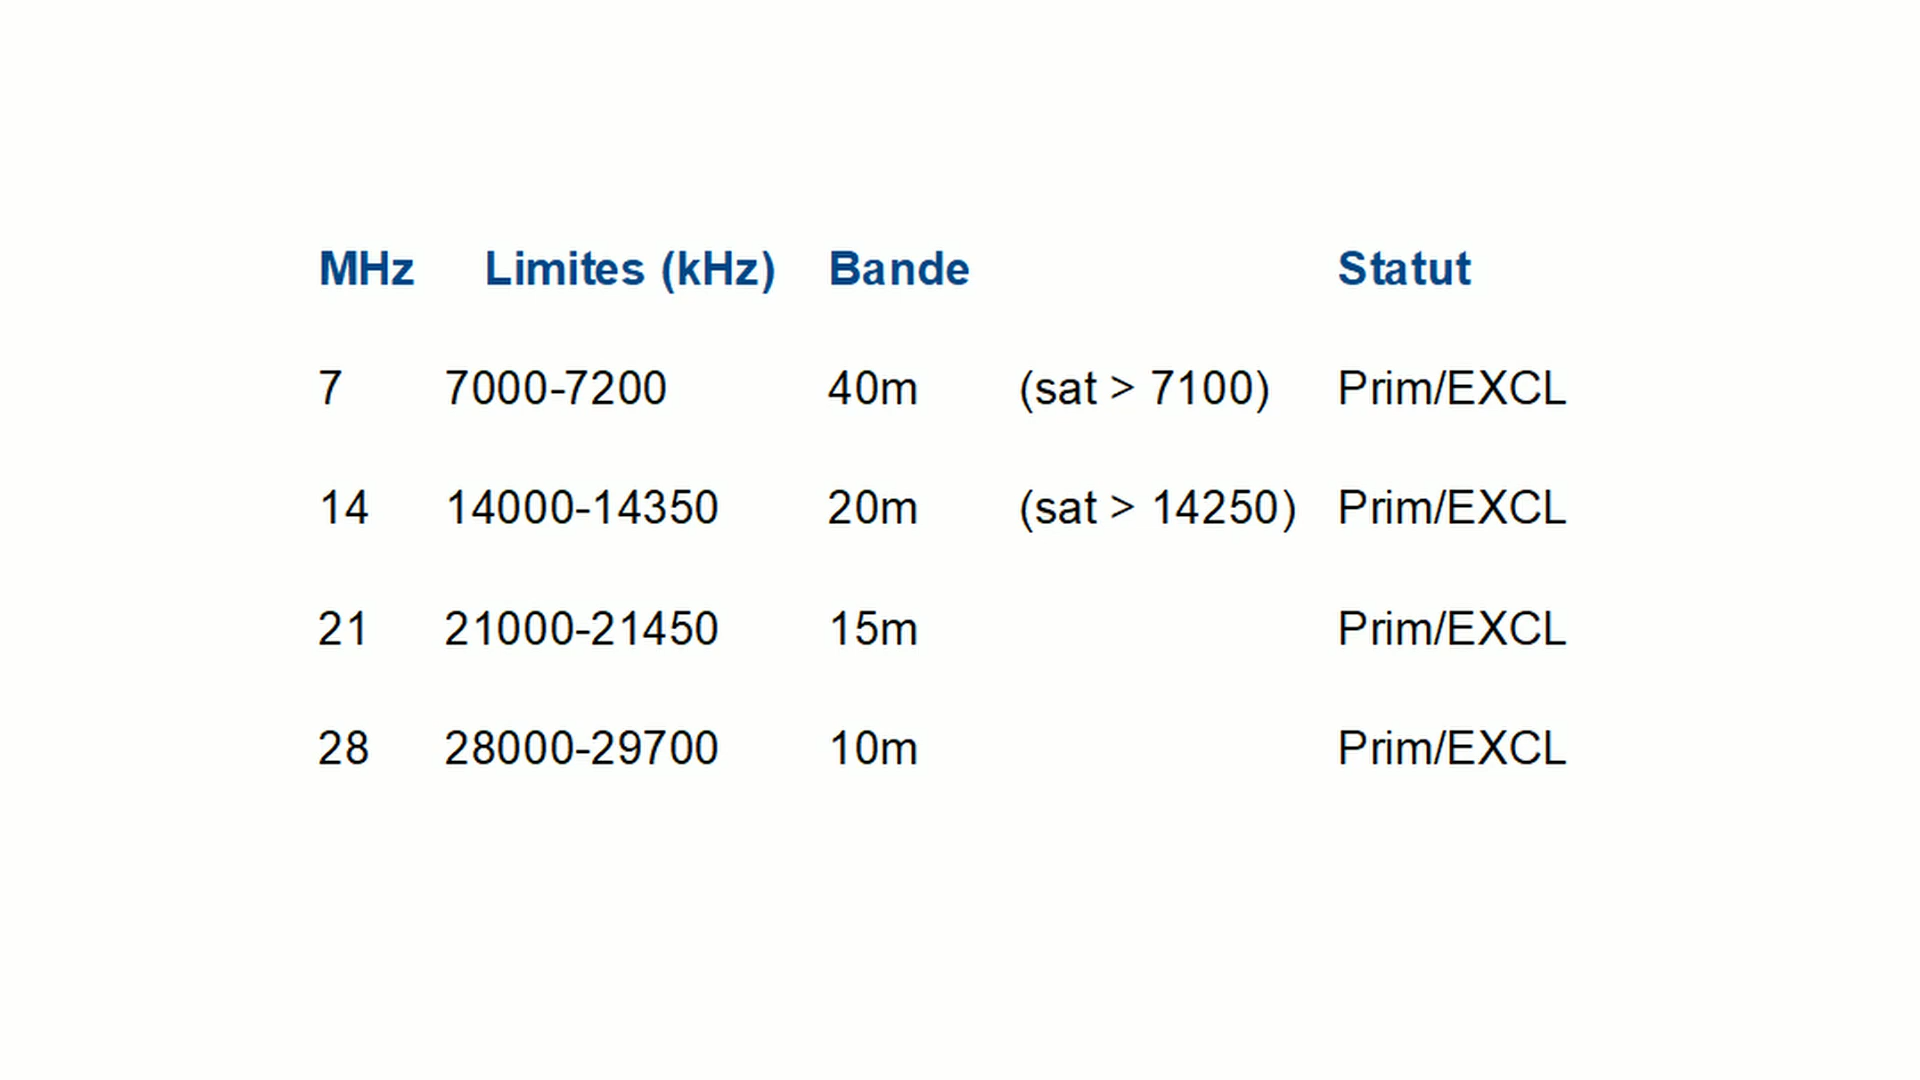 MHz Limites (kHz) Bande Statut
7 7000-7200 40m (sat > 7100) Prim/EXCL
14 14000-14350 20m (sat > 14250) Prim/EXCL
21 21000-21450 15m Prim/EXCL
28 28000-29700 10m Prim/EXCL